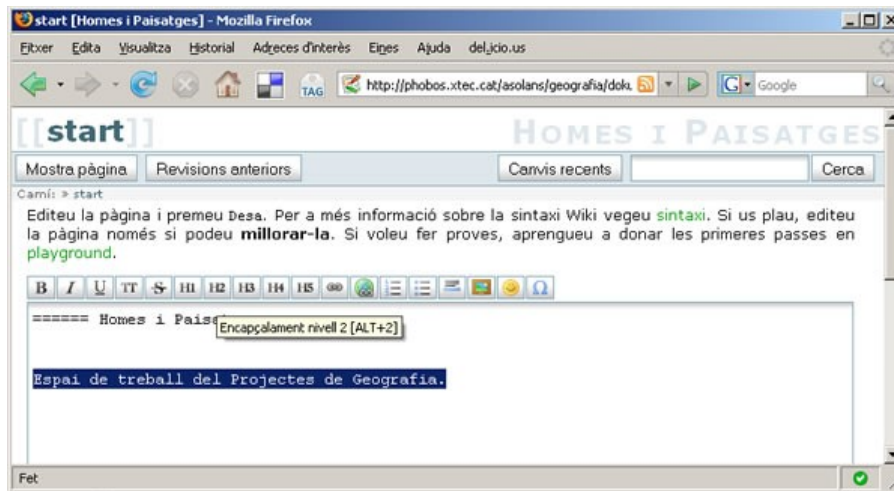 start [Homes i Paisatges] - Mozilla Firefox
Fitxer Edita Visualitza Historial Adreces d'interès Eines Ajuda del.icio.us
TAG http://phobos.xtec.cat/asolans/geografia/doku G Google
[[start]] HOMES I PAISATGES
Mostra pàgina Revisions anteriors Canvis recents Cerca
Camí: » start
Editeu la pàgina i premeu Desa. Per a més informació sobre la sintaxi Wiki vegeu sintaxi. Si us plau, editeu
la pàgina només si podeu millorar-la. Si voleu fer proves, aprengueu a donar les primeres passes en
playground.
B I U TT S H1 H2 H3 H4 H5 Ω
====== Homes i Paisat
Encapçalament nivell 2 [ALT+2]
Espai de treball del Projectes de Geografia.
Fet